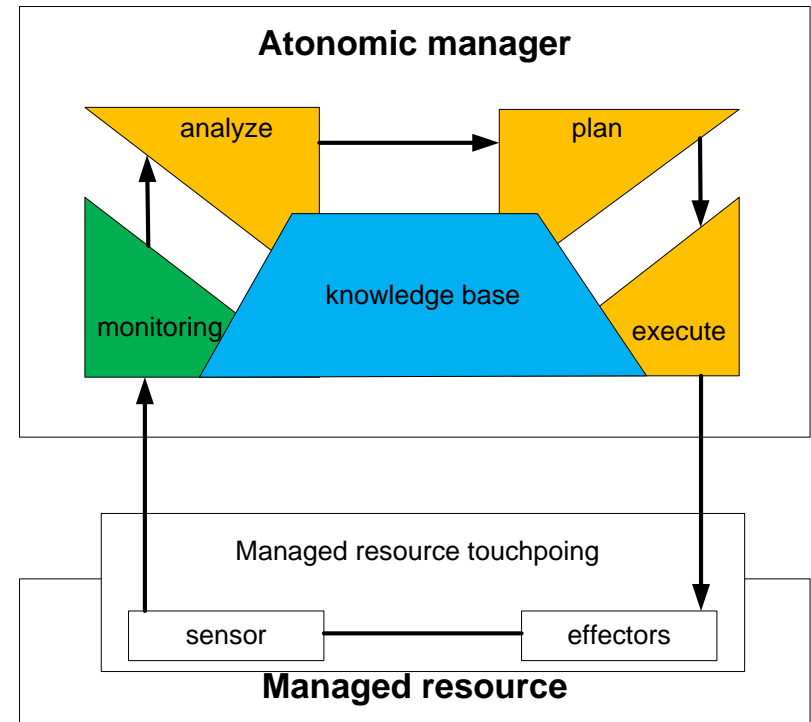 Atonomic manager
analyze
plan
knowledge base
monitoring
execute
Managed resource touchpoing
sensor
effectors
Managed resource